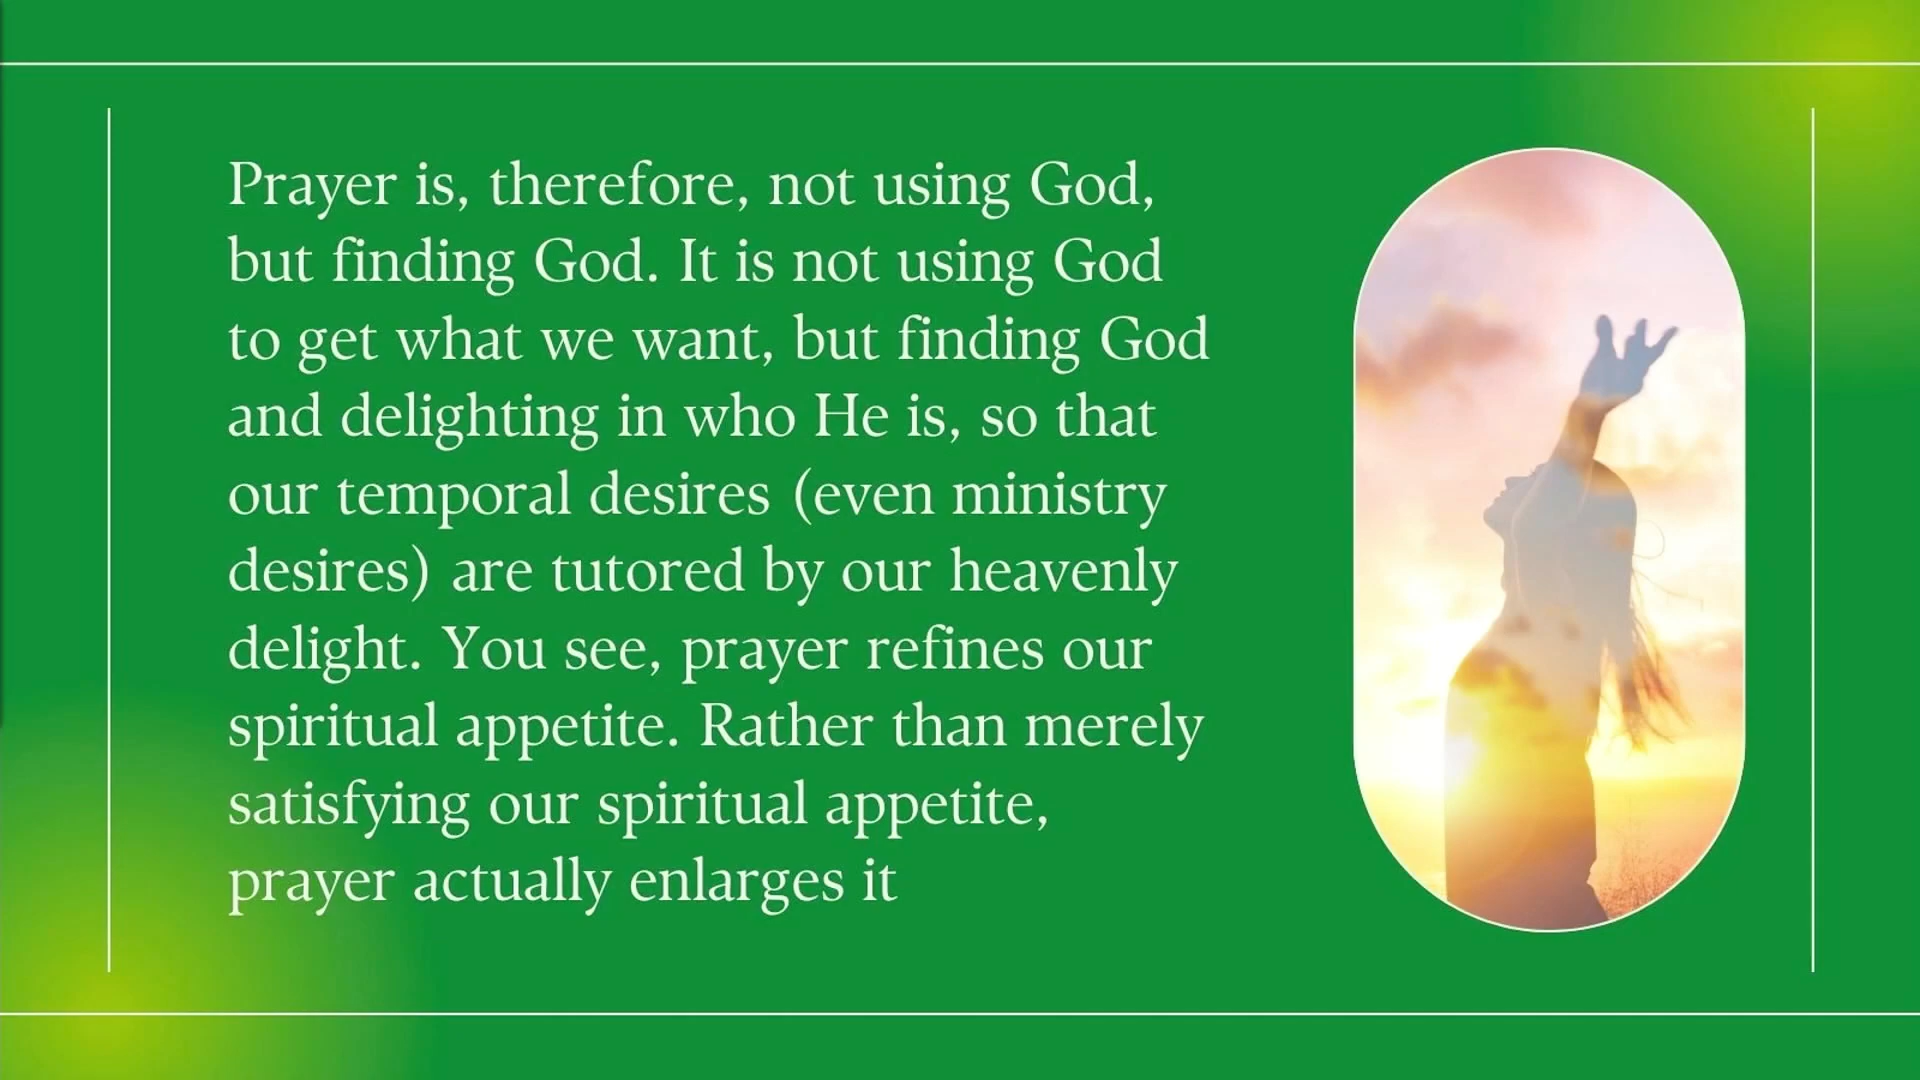 Prayer is, therefore, not using God,
but finding God. It is not using God
to get what we want, but finding God
and delighting in who He is, so that
our temporal desires (even ministry
desires) are tutored by our heavenly
delight. You see, prayer refines our
spiritual appetite. Rather than merely
satisfying our spiritual appetite,
prayer actually enlarges it